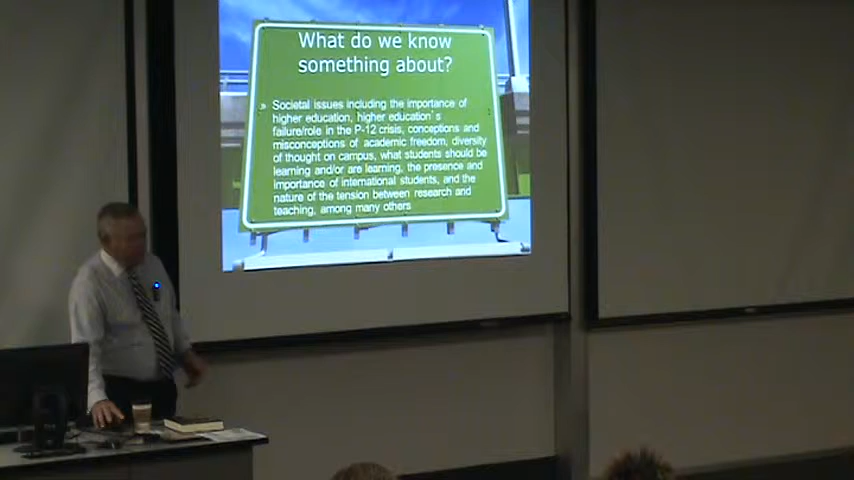 What do we know
something about?
» Societal issues including the importance of
higher education, higher education's
failure/role in the P-12 crisis, conceptions and
misconceptions of academic freedom, diversity
of thought on campus, what students should be
learning and/or are learning, the presence and
importance of international students, and the
nature of the tension between research and
teaching, among many others